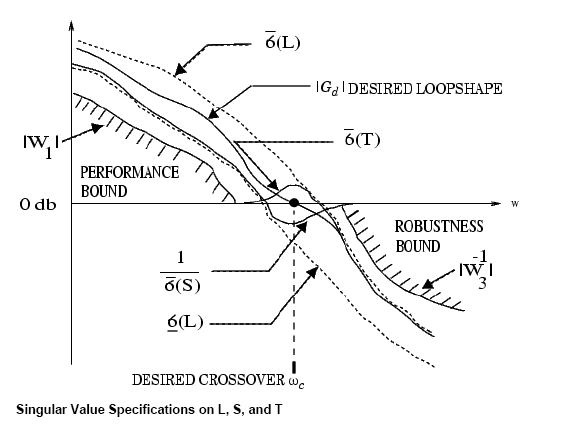 σ̅(L)
|G_d| DESIRED LOOPSHAPE
σ̅(T)
|W_1|
PERFORMANCE
BOUND
0 db
w
ROBUSTNESS
BOUND
1
σ̅(S)
|W_3^-1|
σ̲(L)
DESIRED CROSSOVER ω_c
Singular Value Specifications on L, S, and T